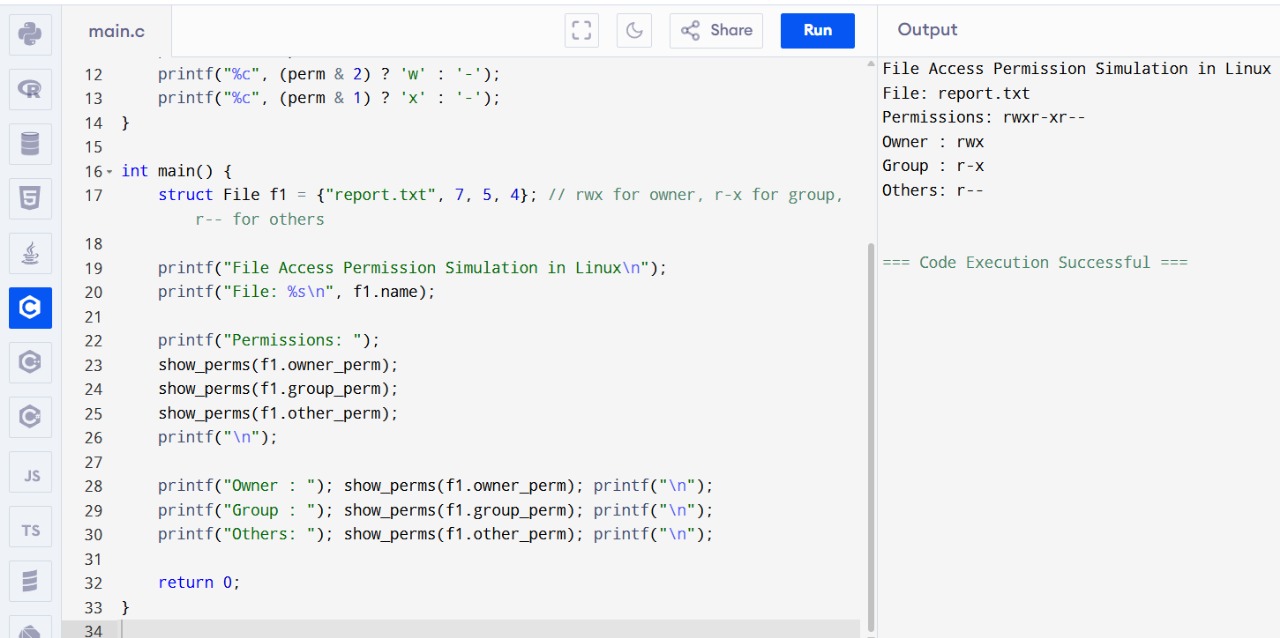 main.c
Share
Run
Output
12 printf("%c", (perm & 2) ? 'w' : '-');
13 printf("%c", (perm & 1) ? 'x' : '-');
14 }
15
16 int main() {
17 struct File f1 = {"report.txt", 7, 5, 4}; // rwx for owner, r-x for group,
r-- for others
18
19 printf("File Access Permission Simulation in Linux\n");
20 printf("File: %s\n", f1.name);
21
22 printf("Permissions: ");
23 show_perms(f1.owner_perm);
24 show_perms(f1.group_perm);
25 show_perms(f1.other_perm);
26 printf("\n");
27
28 printf("Owner : "); show_perms(f1.owner_perm); printf("\n");
29 printf("Group : "); show_perms(f1.group_perm); printf("\n");
30 printf("Others: "); show_perms(f1.other_perm); printf("\n");
31
32 return 0;
33 }
34
File Access Permission Simulation in Linux
File: report.txt
Permissions: rwxr-xr--
Owner : rwx
Group : r-x
Others: r--
=== Code Execution Successful ===
R
5
C
C
C
JS
TS